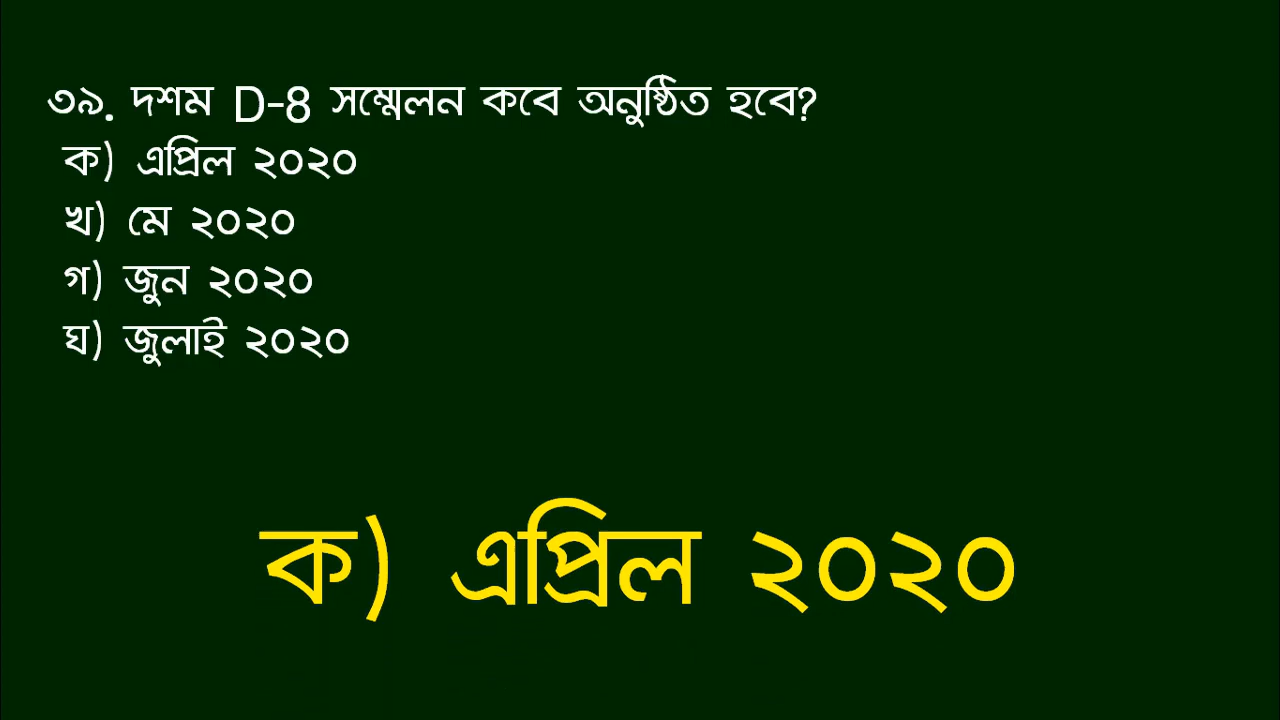 ৩৯. দশম D-8 সম্মেলন কবে অনুষ্ঠিত হবে?
ক) এপ্রিল ২০২০
খ) মে ২০২০
গ) জুন ২০২০
ঘ) জুলাই ২০২০
ক) এপ্রিল ২০২০